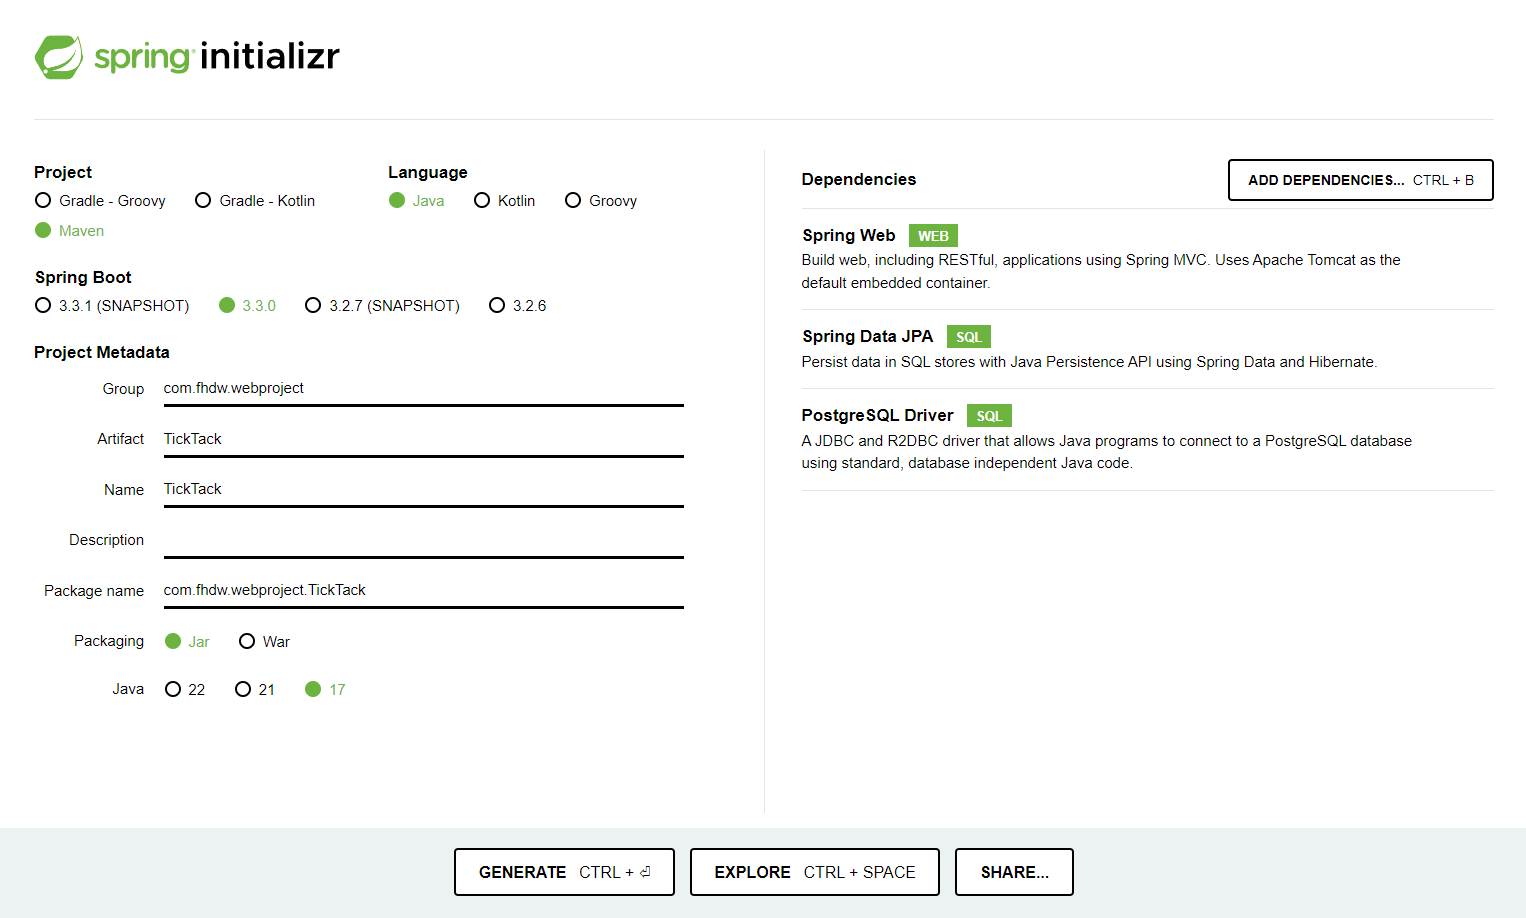 spring initializr
Project
Gradle - Groovy Gradle - Kotlin
Maven
Language
Java Kotlin Groovy
Spring Boot
3.3.1 (SNAPSHOT) 3.3.0 3.2.7 (SNAPSHOT) 3.2.6
Project Metadata
Group com.fhdw.webproject
Artifact TickTack
Name TickTack
Description
Package name com.fhdw.webproject.TickTack
Packaging Jar War
Java 22 21 17
Dependencies ADD DEPENDENCIES... CTRL + B
Spring Web WEB
Build web, including RESTful, applications using Spring MVC. Uses Apache Tomcat as the
default embedded container.
Spring Data JPA SQL
Persist data in SQL stores with Java Persistence API using Spring Data and Hibernate.
PostgreSQL Driver SQL
A JDBC and R2DBC driver that allows Java programs to connect to a PostgreSQL database
using standard, database independent Java code.
GENERATE CTRL + ⏎ EXPLORE CTRL + SPACE SHARE...